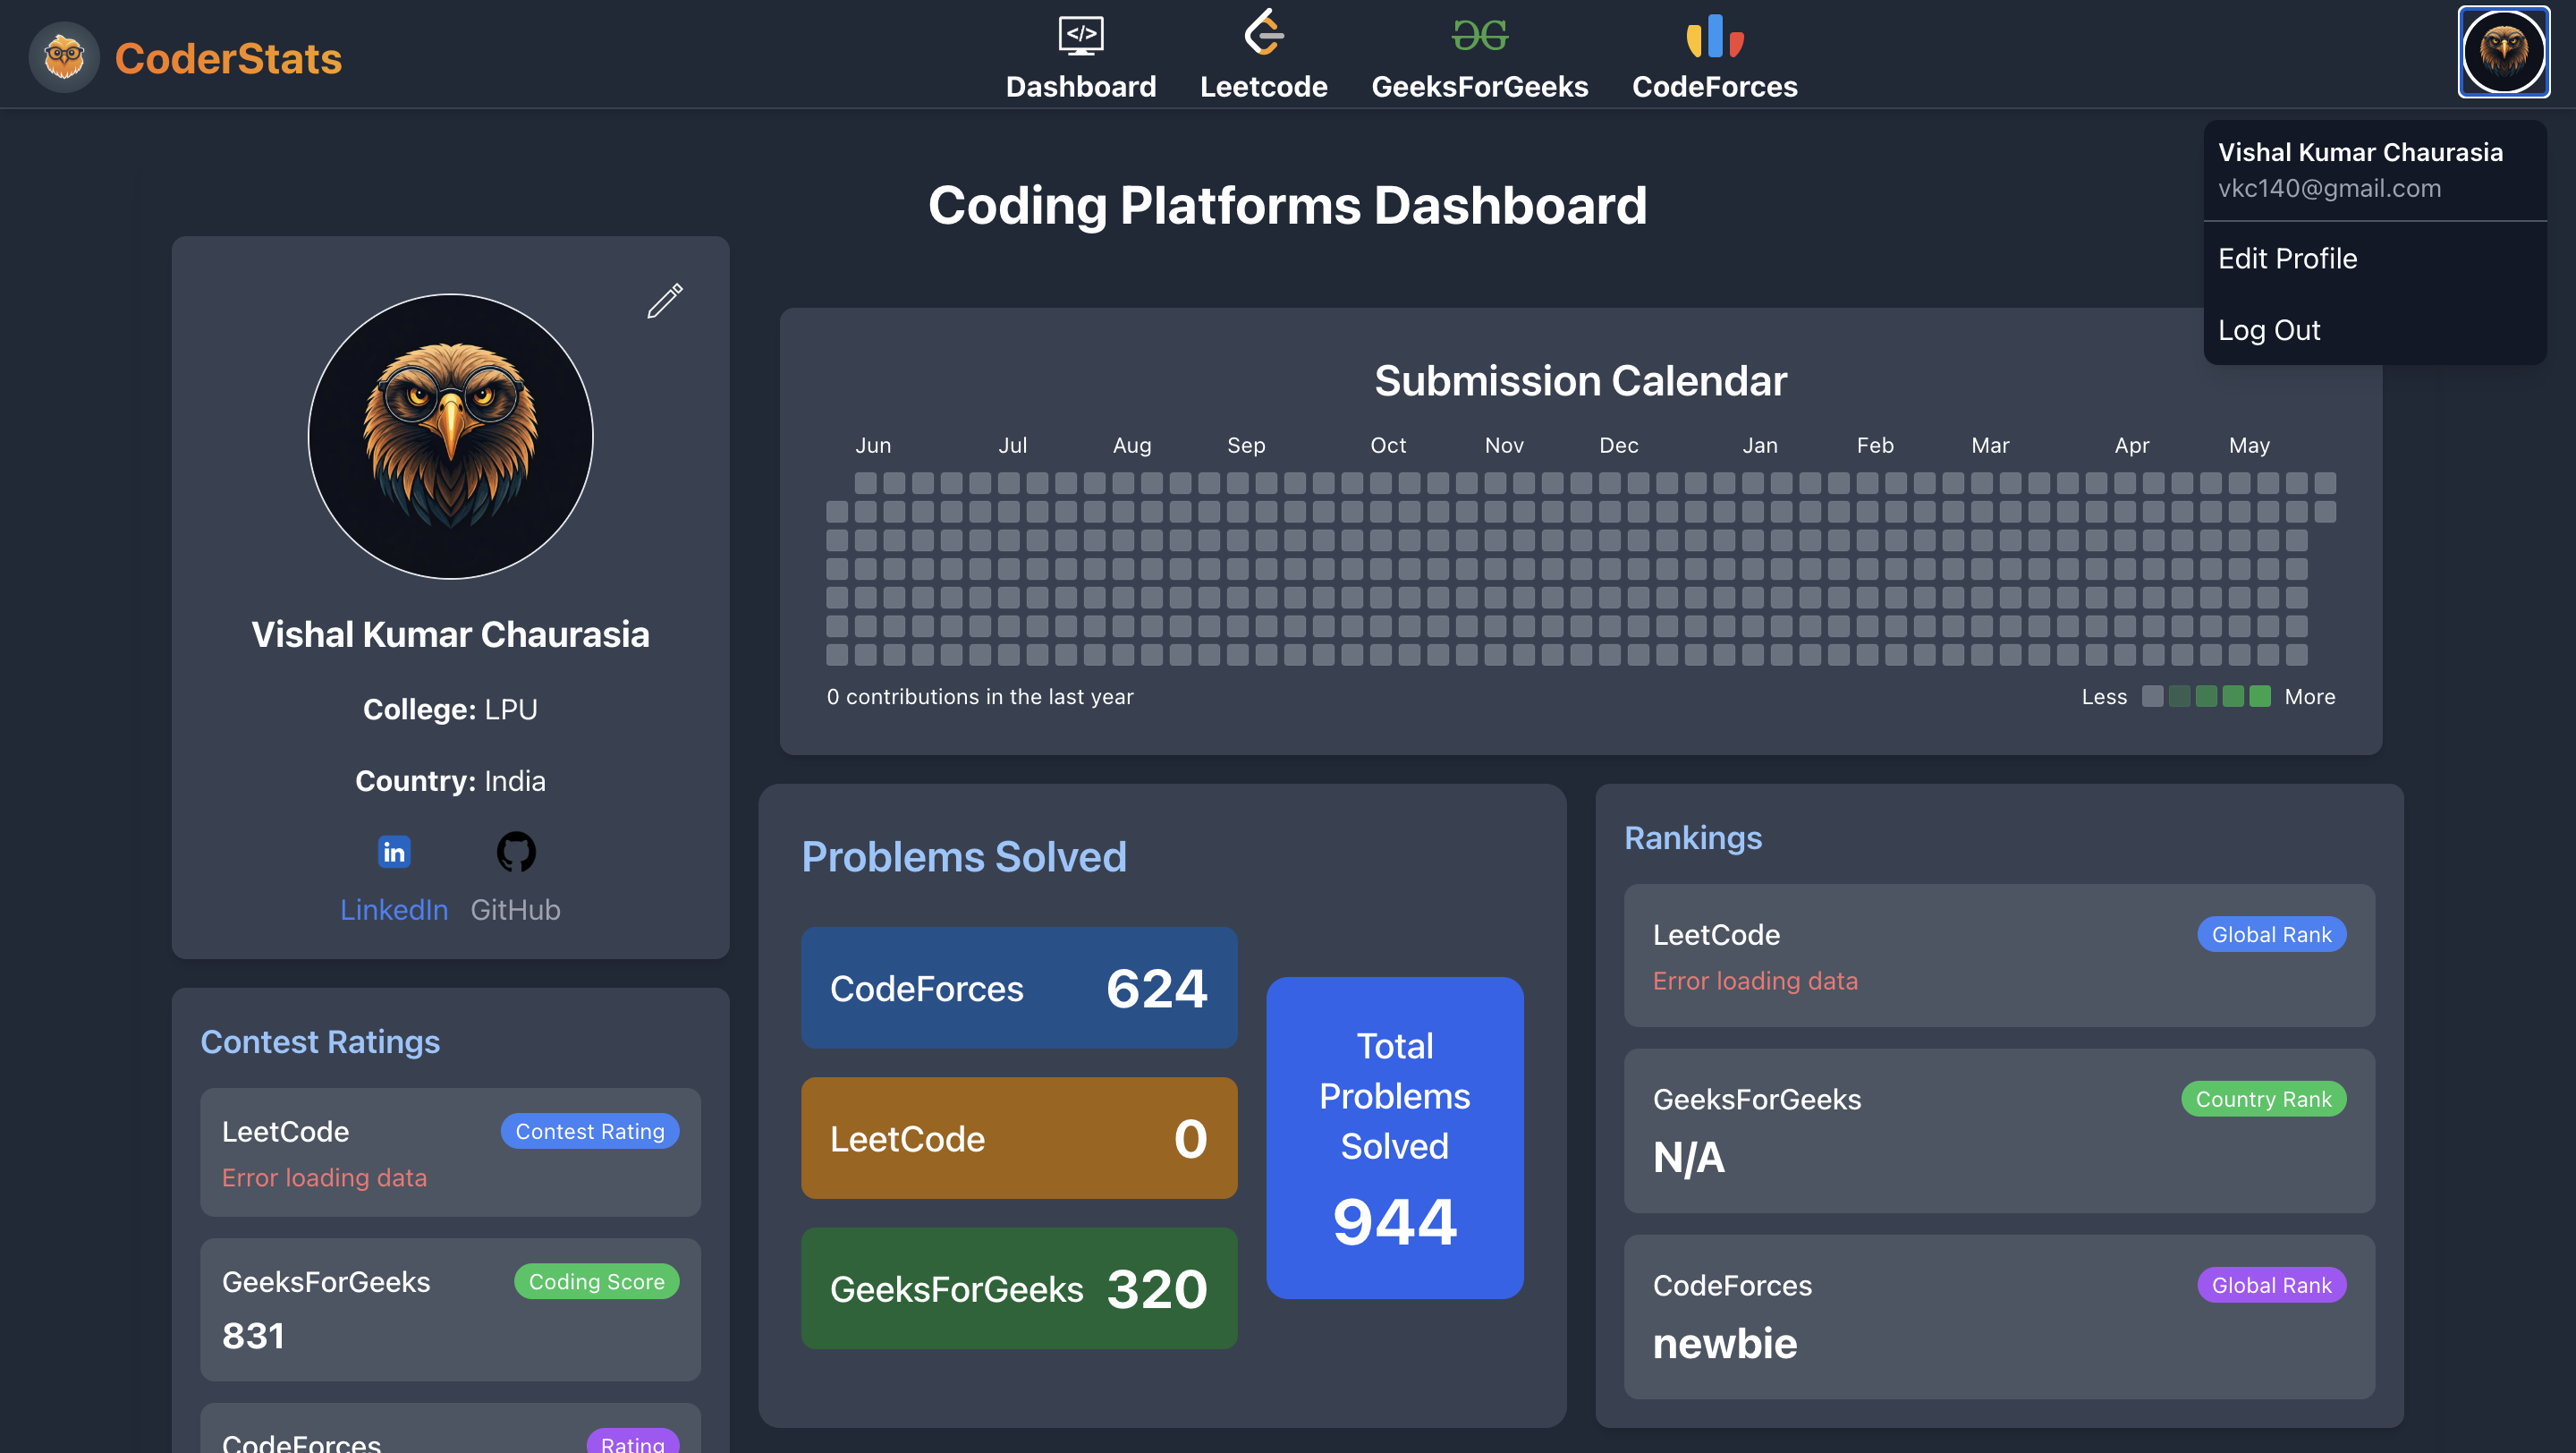 CoderStats
</>
Dashboard
Leetcode
GeeksForGeeks
CodeForces
Vishal Kumar Chaurasia
vkc140@gmail.com
Edit Profile
Log Out
Coding Platforms Dashboard
Vishal Kumar Chaurasia
College: LPU
Country: India
in
LinkedIn
GitHub
Submission Calendar
Jun Jul Aug Sep Oct Nov Dec Jan Feb Mar Apr May
0 contributions in the last year
Less More
Contest Ratings
LeetCode
Contest Rating
Error loading data
GeeksForGeeks
Coding Score
831
CodeForces
Rating
Problems Solved
CodeForces 624
LeetCode 0
GeeksForGeeks 320
Total
Problems
Solved
944
Rankings
LeetCode
Global Rank
Error loading data
GeeksForGeeks
Country Rank
N/A
CodeForces
Global Rank
newbie